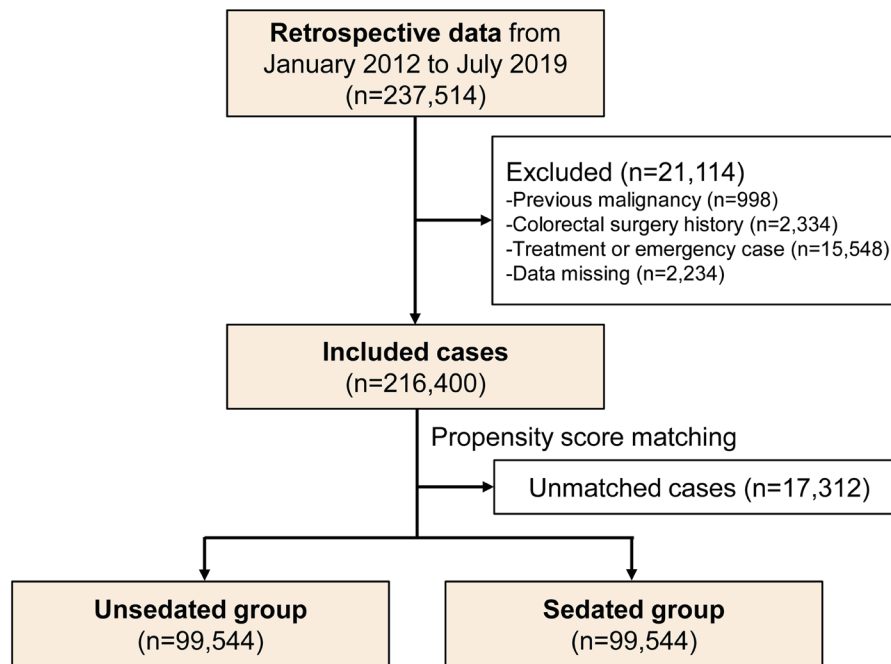 Retrospective data from
January 2012 to July 2019
(n=237,514)
Excluded (n=21,114)
-Previous malignancy (n=998)
-Colorectal surgery history (n=2,334)
-Treatment or emergency case (n=15,548)
-Data missing (n=2,234)
Included cases
(n=216,400)
Propensity score matching
Unmatched cases (n=17,312)
Unsedated group
(n=99,544)
Sedated group
(n=99,544)